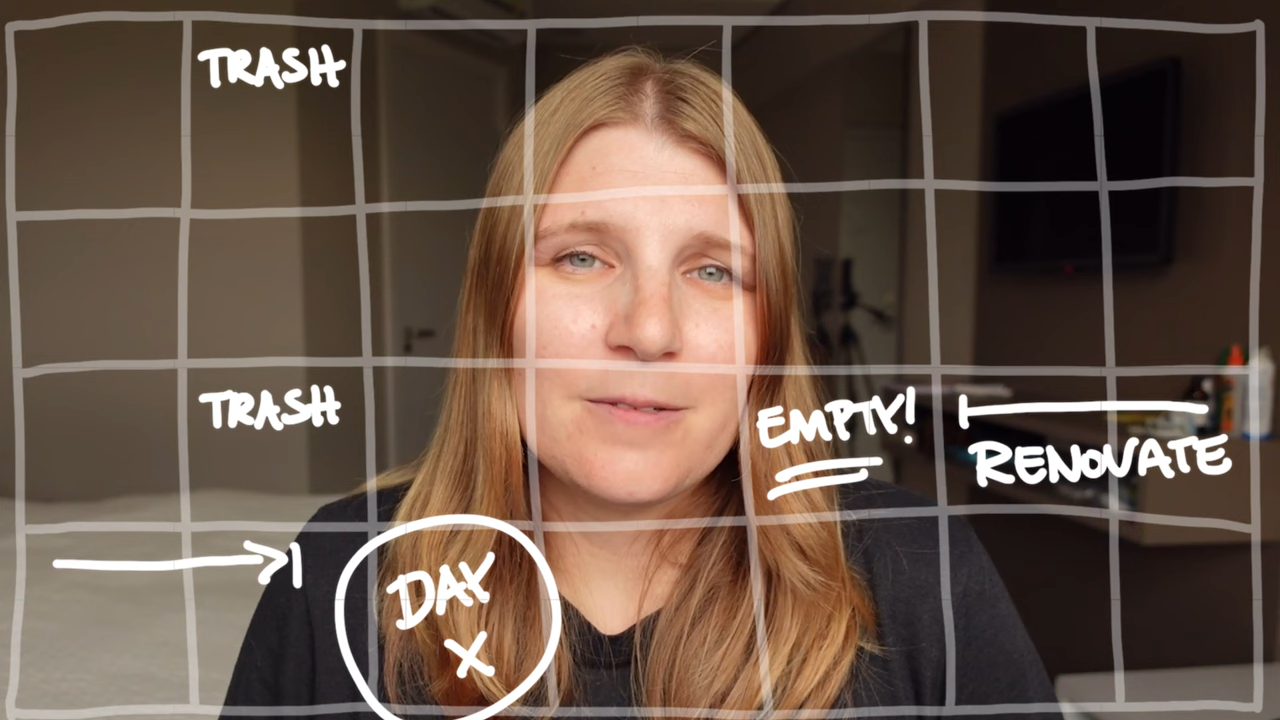 TRASH
TRASH
EMPTY!
RENOVATE
DAY
X